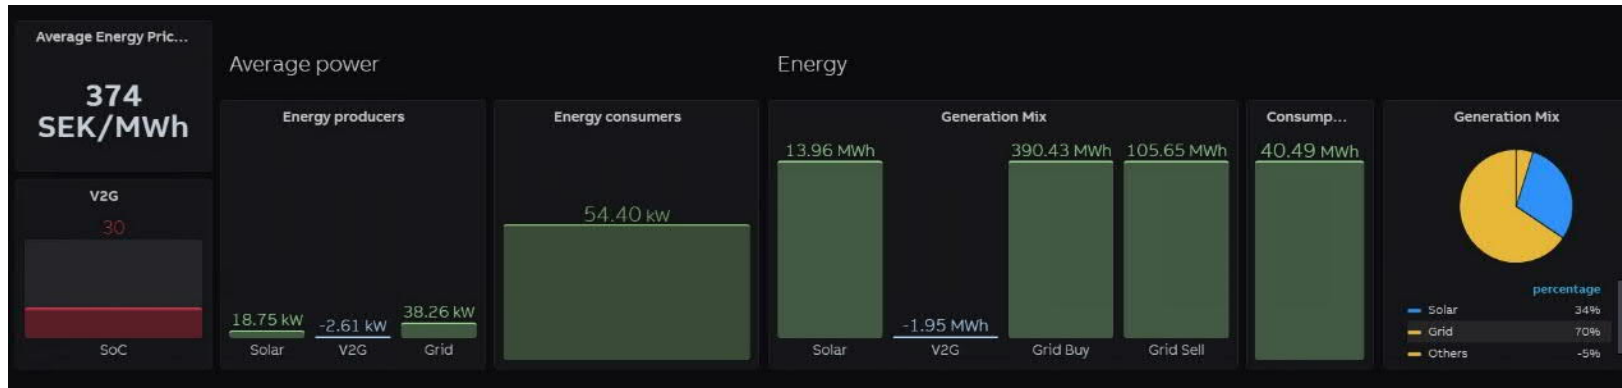 Average Energy Pric...
374
SEK/MWh
V2G
30
SoC
Average power
Energy producers
18.75 kW
-2.61 kW
38.26 kW
Solar
V2G
Grid
Energy consumers
54.40 kW
Energy
Generation Mix
13.96 MWh
-1.95 MWh
390.43 MWh
105.65 MWh
Solar
V2G
Grid Buy
Grid Sell
Consump...
40.49 MWh
Generation Mix
percentage
Solar 34%
Grid 70%
Others -5%